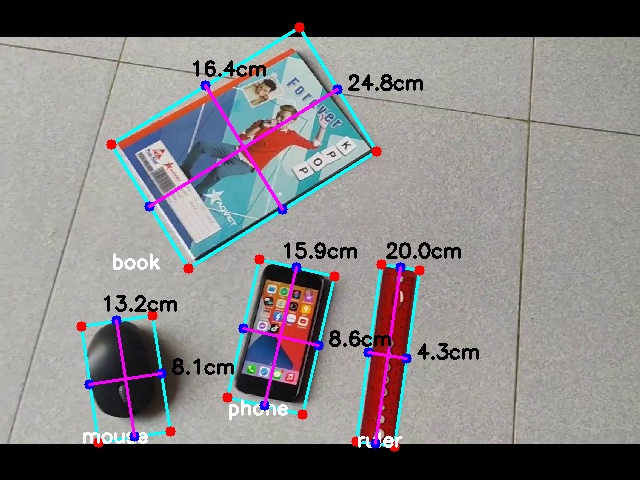 16.4cm
24.8cm
Forever
K
POP
book
15.9cm
20.0cm
13.2cm
8.6cm
4.3cm
8.1cm
phone
mouse
ruler